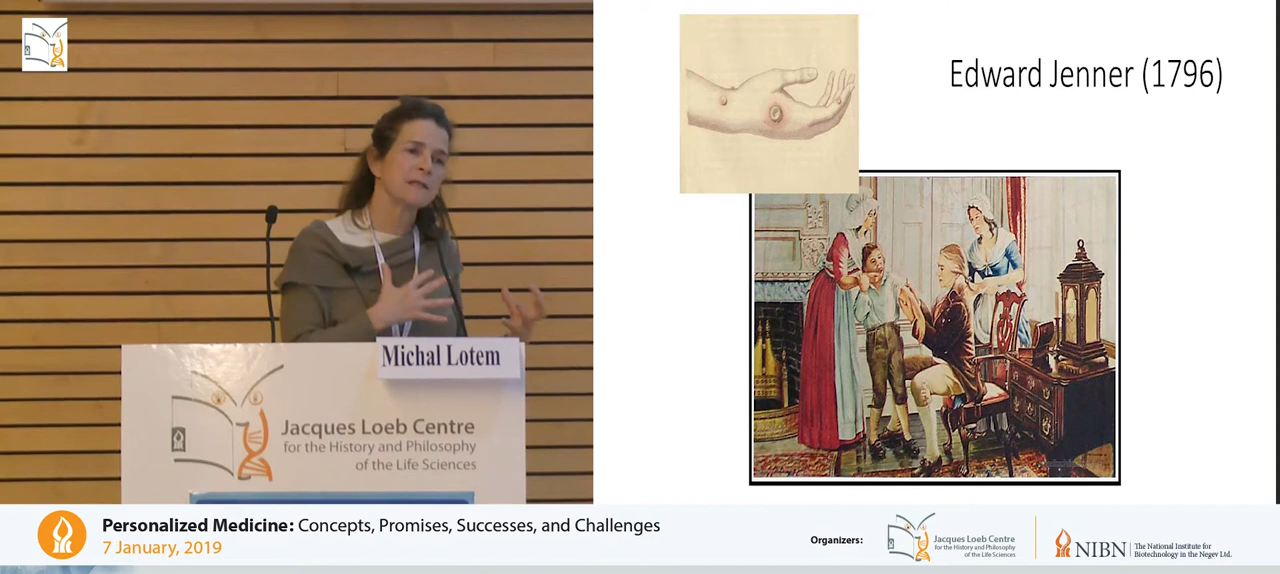 Edward Jenner (1796)
Michal Lotem
Jacques Loeb Centre
for the History and Philosophy
of the Life Sciences
Personalized Medicine: Concepts, Promises, Successes, and Challenges
7 January, 2019
Organizers:
Jacques Loeb Centre
for the History and Philosophy
of the Life Sciences
NIBN
The National Institute for
Biotechnology in the Negev Ltd.